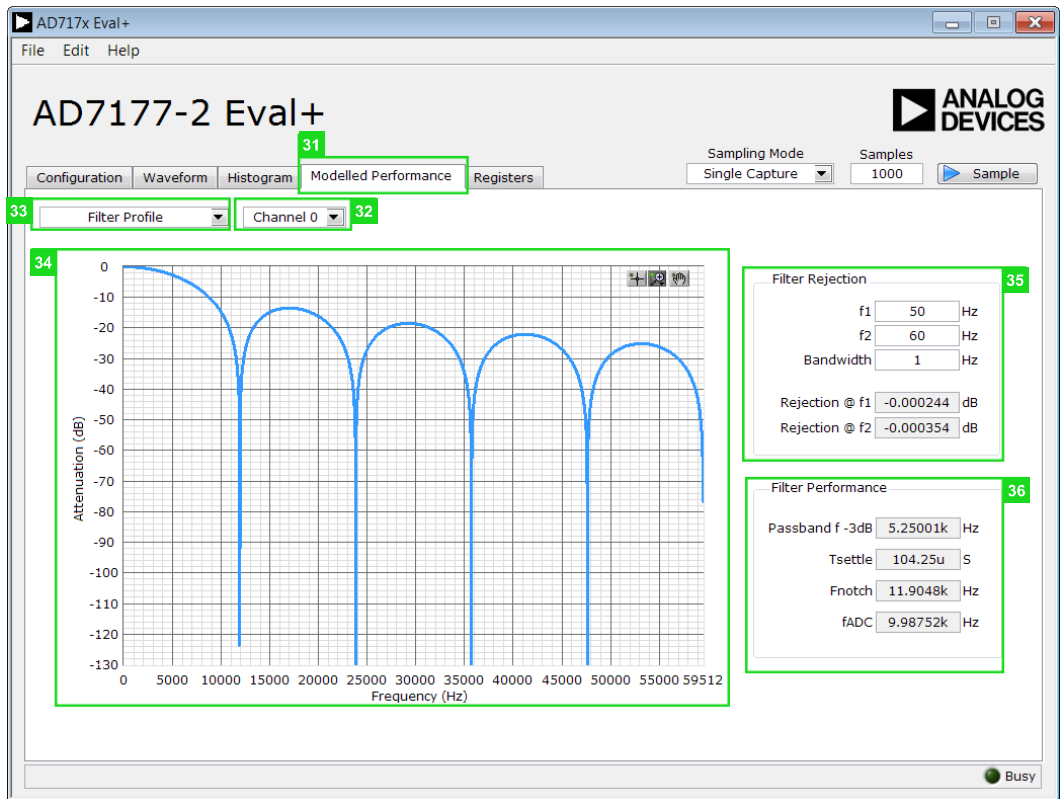 AD717x Eval+
File Edit Help
AD7177-2 Eval+
ANALOG
DEVICES
31
Sampling Mode
Samples
Configuration Waveform Histogram Modelled Performance Registers
Single Capture
1000
Sample
33
Filter Profile
Channel 0
32
34
35
Filter Rejection
f1 50 Hz
f2 60 Hz
Bandwidth 1 Hz
Rejection @ f1 -0.000244 dB
Rejection @ f2 -0.000354 dB
36
Filter Performance
Passband f -3dB 5.25001k Hz
Tsettle 104.25u S
Fnotch 11.9048k Hz
fADC 9.98752k Hz
Attenuation (dB)
0
-10
-20
-30
-40
-50
-60
-70
-80
-90
-100
-110
-120
-130
0 5000 10000 15000 20000 25000 30000 35000 40000 45000 50000 55000 59512
Frequency (Hz)
Busy